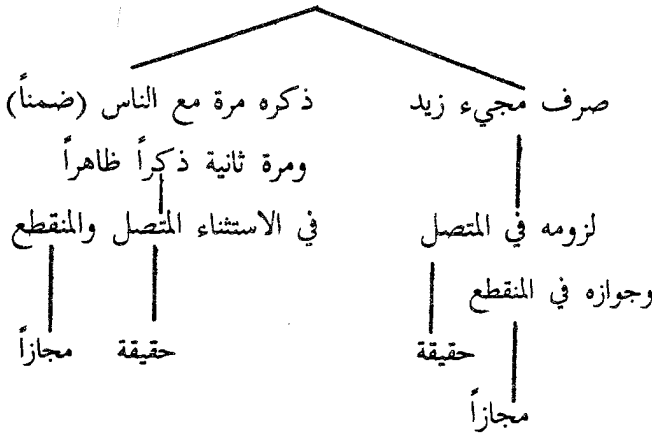 صرف مجيء زيد
ذكره مرة مع الناس (ضمناً)
ومرة ثانية ذكراً ظاهراً
لزومه في المتصل
في الاستثناء المتصل والمنقطع
وجوازه في المنقطع
حقيقة
حقيقة
مجازاً
مجازاً